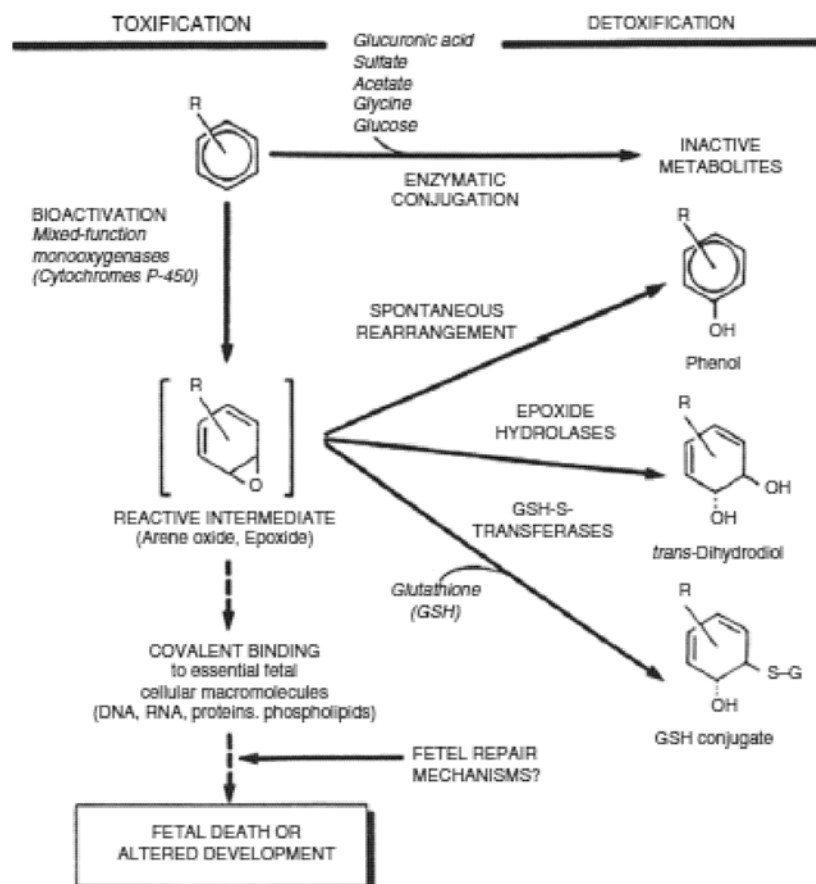 TOXIFICATION
DETOXIFICATION
Glucuronic acid
Sulfate
Acetate
Glycine
Glucose
R
ENZYMATIC
CONJUGATION
INACTIVE
METABOLITES
BIOACTIVATION
Mixed-function
monooxygenases
(Cytochromes P-450)
R
OH
Phenol
SPONTANEOUS
REARRANGEMENT
R
O
REACTIVE INTERMEDIATE
(Arene oxide, Epoxide)
EPOXIDE
HYDROLASES
R
OH
OH
trans-Dihydrodiol
GSH-S-
TRANSFERASES
Glutathione
(GSH)
R
S-G
OH
GSH conjugate
COVALENT BINDING
to essential fetal
cellular macromolecules
(DNA, RNA, proteins. phospholipids)
FETEL REPAIR
MECHANISMS?
FETAL DEATH OR
ALTERED DEVELOPMENT